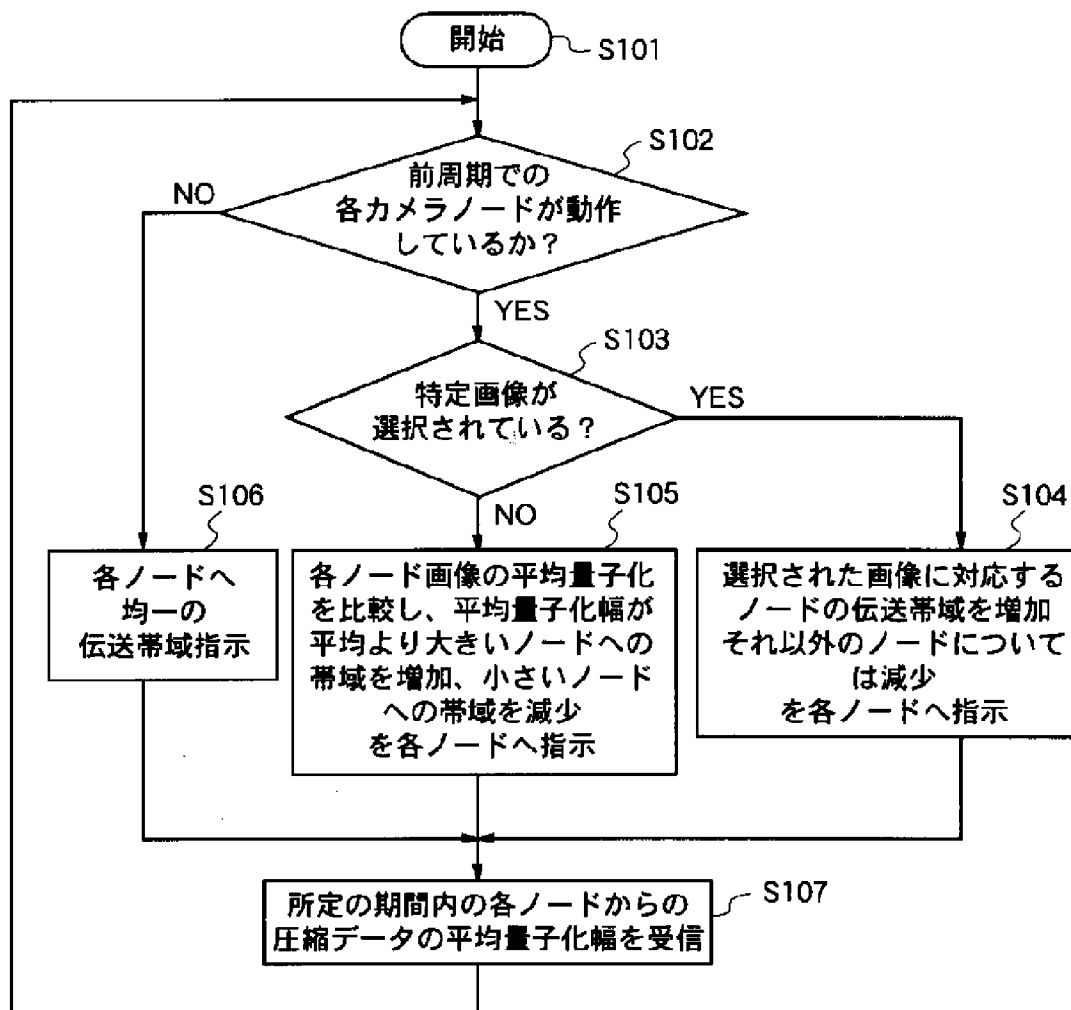 開始
S101
S102
前周期での
各カメラノードが動作
しているか？
NO
YES
S103
特定画像が
選択されている？
YES
NO
S106
各ノードへ
均一の
伝送帯域指示
S105
各ノード画像の平均量子化
を比較し、平均量子化幅が
平均より大きいノードへの
帯域を増加、小さいノード
への帯域を減少
を各ノードへ指示
S104
選択された画像に対応する
ノードの伝送帯域を増加
それ以外のノードについて
は減少
を各ノードへ指示
S107
所定の期間内の各ノードからの
圧縮データの平均量子化幅を受信